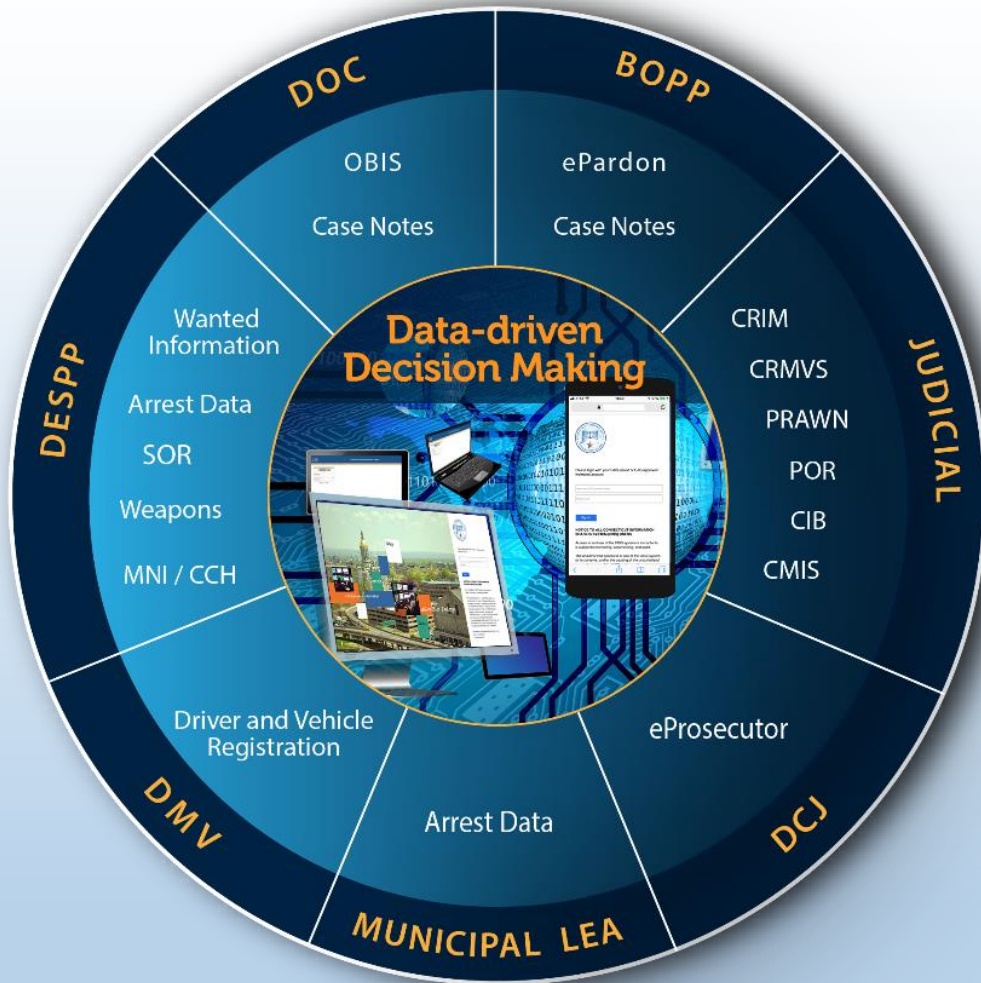 DOC
BOPP
JUDICIAL
DCJ
MUNICIPAL LEA
DMV
DESPP
OBIS
Case Notes
ePardon
Case Notes
CRIM
CRMVS
PRAWN
POR
CIB
CMIS
eProsecutor
Arrest Data
Driver and Vehicle
Registration
Wanted
Information
Arrest Data
SOR
Weapons
MNI / CCH
Data-driven
Decision Making